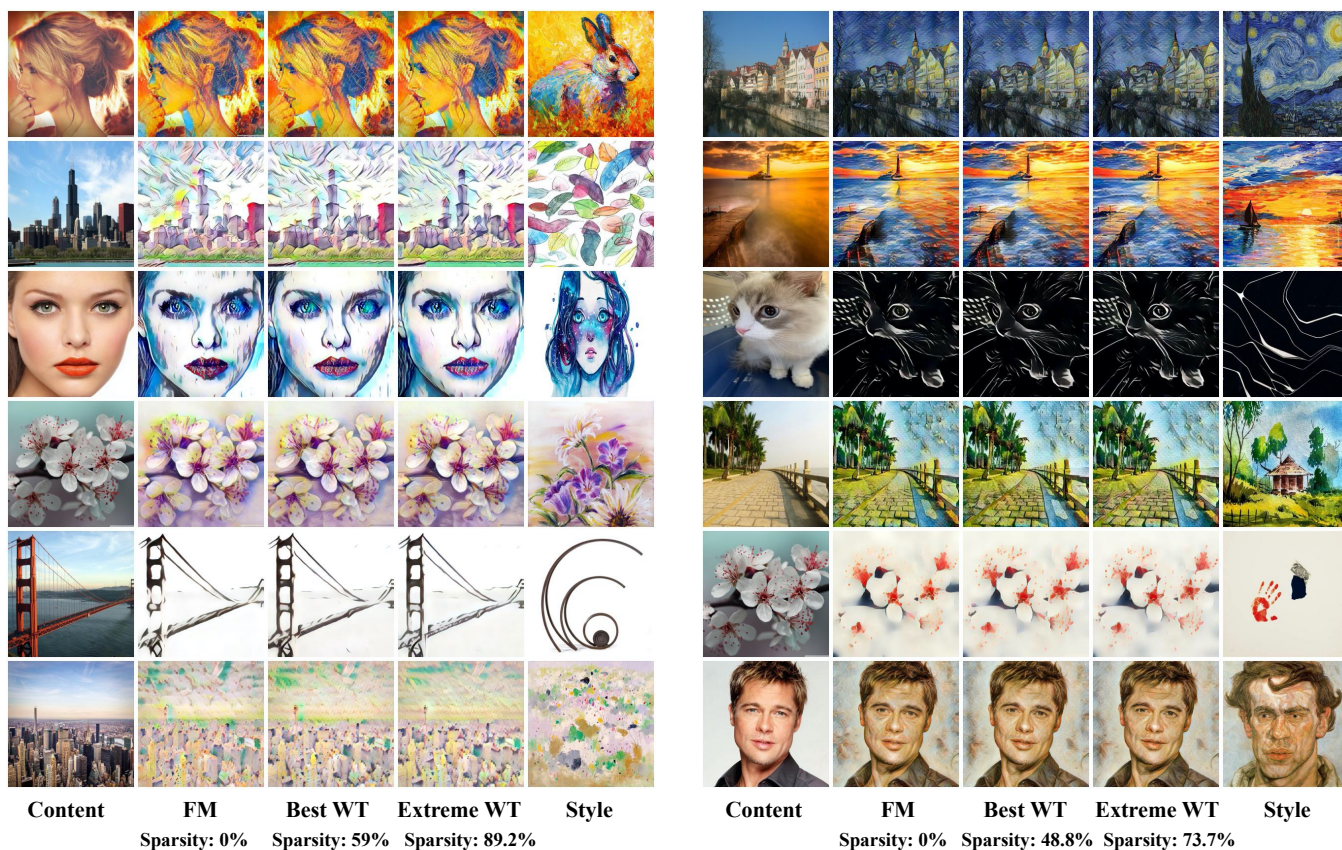 Content FM Best WT Extreme WT Style
Sparsity: 0% Sparsity: 59% Sparsity: 89.2%
Content FM Best WT Extreme WT Style
Sparsity: 0% Sparsity: 48.8% Sparsity: 73.7%